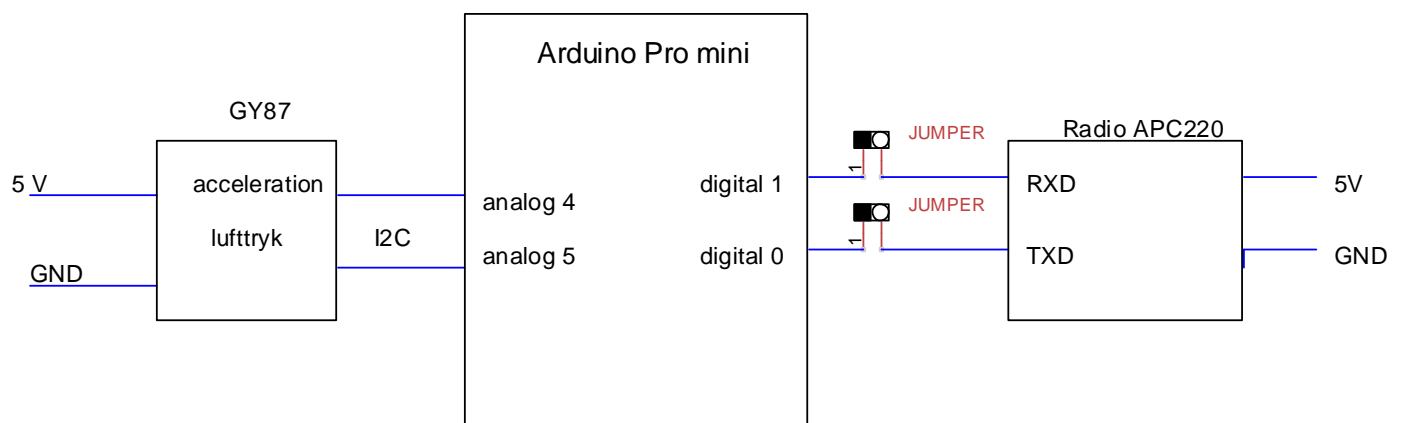 Arduino Pro mini
GY87
5 V
GND
acceleration
lufttryk
I2C
analog 4
analog 5
digital 1
digital 0
1
JUMPER
1
JUMPER
Radio APC220
RXD
TXD
5V
GND